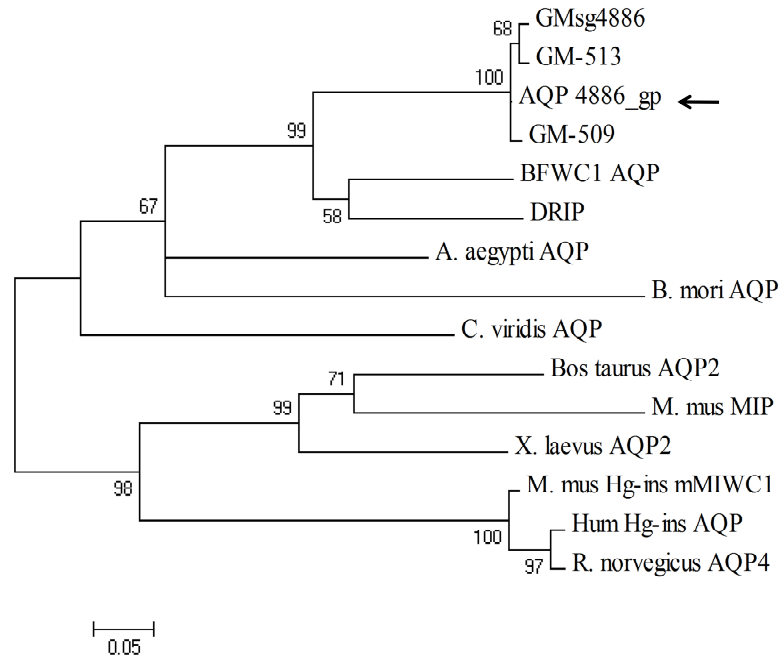 GMsg4886
68
GM-513
100
AQP 4886_gp
99
GM-509
BFWC1 AQP
67
58
DRIP
A. aegypti AQP
B. mori AQP
C. viridis AQP
Bos taurus AQP2
71
99
M. mus MIP
X. laevus AQP2
98
M. mus Hg-ins mMIWC1
100
Hum Hg-ins AQP
97
R. norvegicus AQP4
0.05